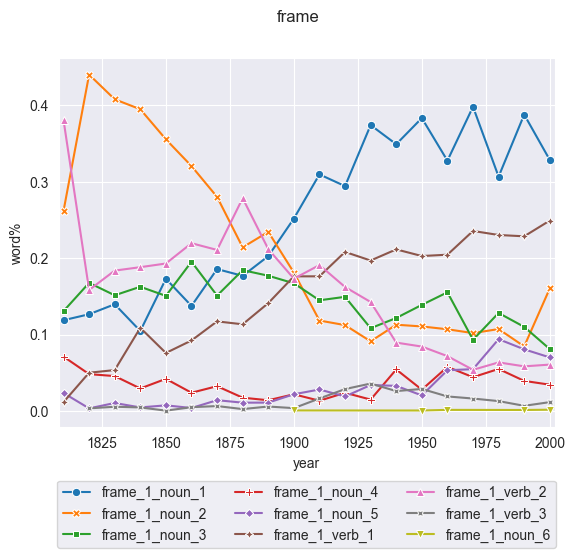 frame
0.4
0.3
0.2
0.1
0.0
word%
1825 1850 1875 1900 1925 1950 1975 2000
year
frame_1_noun_1 frame_1_noun_4 frame_1_verb_2
frame_1_noun_2 frame_1_noun_5 frame_1_verb_3
frame_1_noun_3 frame_1_verb_1 frame_1_noun_6